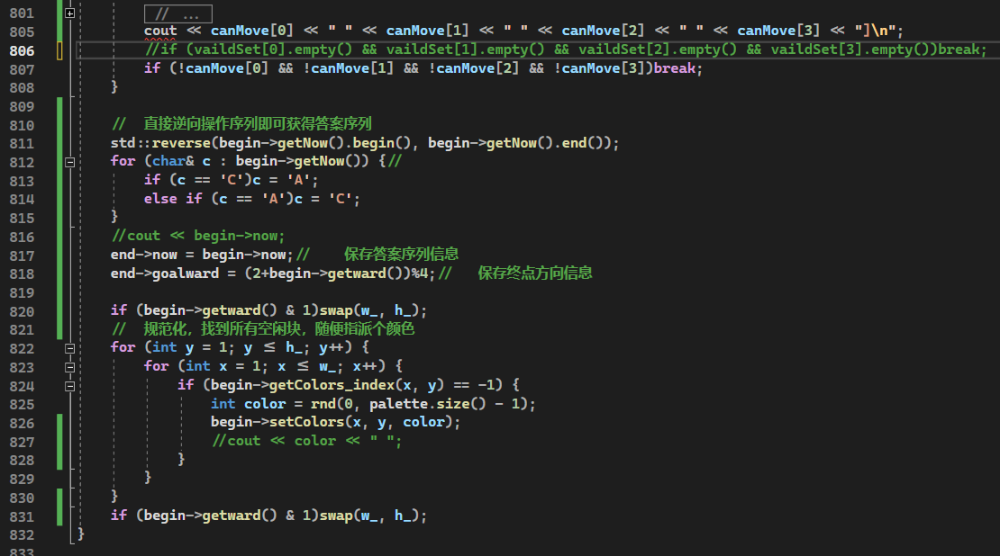 801 // ...
805 cout << canMove[0] << " " << canMove[1] << " " << canMove[2] << " " << canMove[3] << "]\n";
806 //if (vaildSet[0].empty() && vaildSet[1].empty() && vaildSet[2].empty() && vaildSet[3].empty())break;
807 if (!canMove[0] && !canMove[1] && !canMove[2] && !canMove[3])break;
808 }
809
810 // 直接逆向操作序列即可获得答案序列
811 std::reverse(begin->getNow().begin(), begin->getNow().end());
812 for (char& c : begin->getNow()) {//
813 if (c == 'C')c = 'A';
814 else if (c == 'A')c = 'C';
815 }
816 //cout << begin->now;
817 end->now = begin->now;// 保存答案序列信息
818 end->goalward = (2+begin->getward())%4;// 保存终点方向信息
819
820 if (begin->getward() & 1)swap(w_, h_);
821 // 规范化，找到所有空闲块，随便指派个颜色
822 for (int y = 1; y <= h_; y++) {
823 for (int x = 1; x <= w_; x++) {
824 if (begin->getColors_index(x, y) == -1) {
825 int color = rnd(0, palette.size() - 1);
826 begin->setColors(x, y, color);
827 //cout << color << " ";
828 }
829 }
830 }
831 if (begin->getward() & 1)swap(w_, h_);
832 }
833